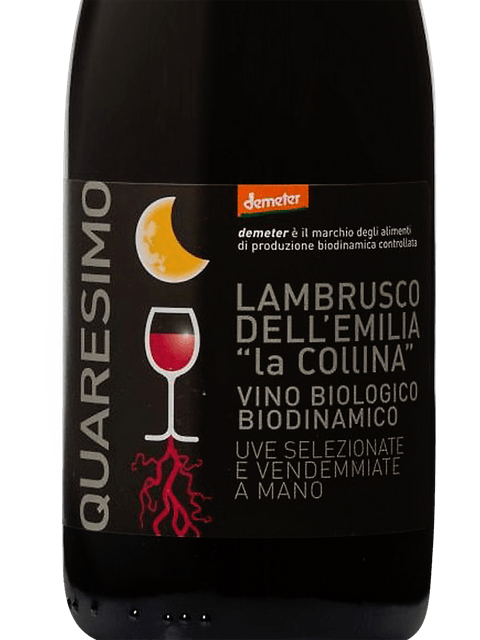 QUARESIMO
demeter
demeter è il marchio degli alimenti
di produzione biodinamica controllata
LAMBRUSCO
DELL'EMILIA
"la COllINA"
VINO BIOLOGICO
BIODINAMICO
UVE SELEZIONATE
E VENDEMMIATE
A MANO